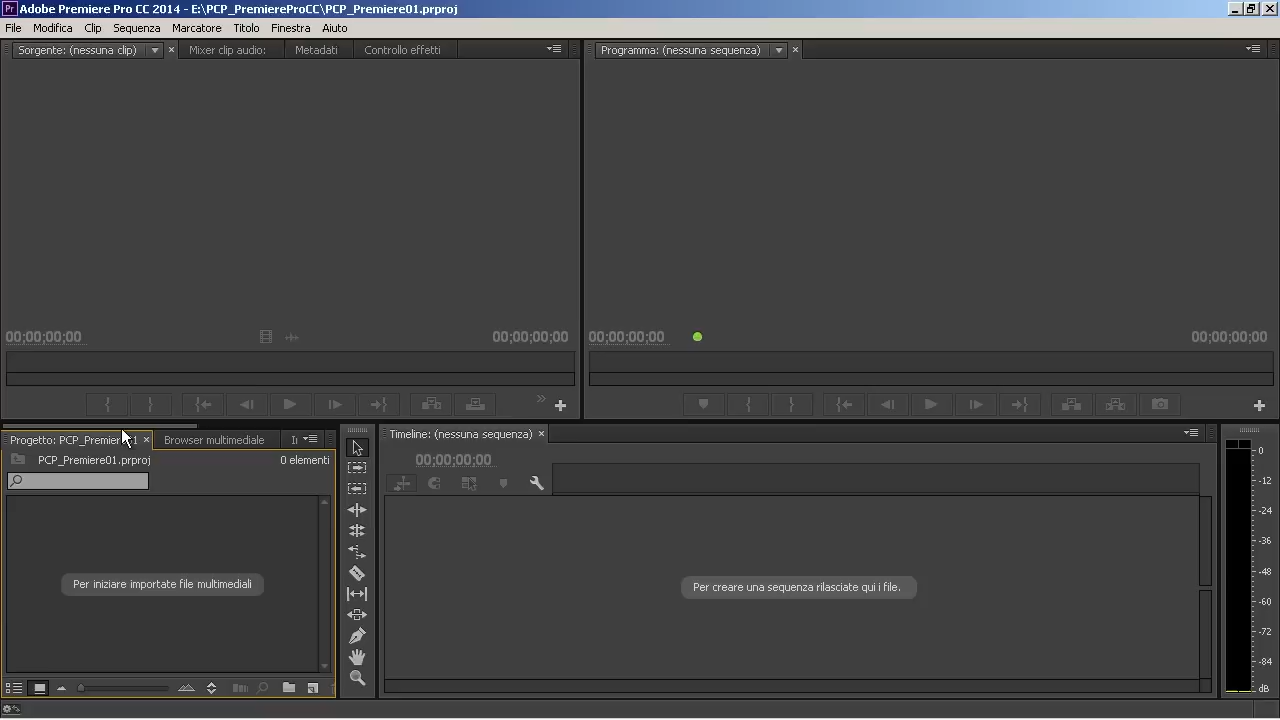 Adobe Premiere Pro CC 2014 - E:\PCP_PremiereProCC\PCP_Premiere01.prproj
File Modifica Clip Sequenza Marcatore Titolo Finestra Aiuto
Sorgente: (nessuna clip) Mixer clip audio: Metadati Controllo effetti
Programma: (nessuna sequenza)
00;00;00;00 00;00;00;00
00;00;00;00 00;00;00;00
Progetto: Browser multimediale
PCP_Premiere01.prproj 0 elementi
Per iniziare importate file multimediali
Timeline: (nessuna sequenza)
00;00;00;00
Per creare una sequenza rilasciate qui i file.
0
-12
-24
-36
-48
-60
-72
-84
dB